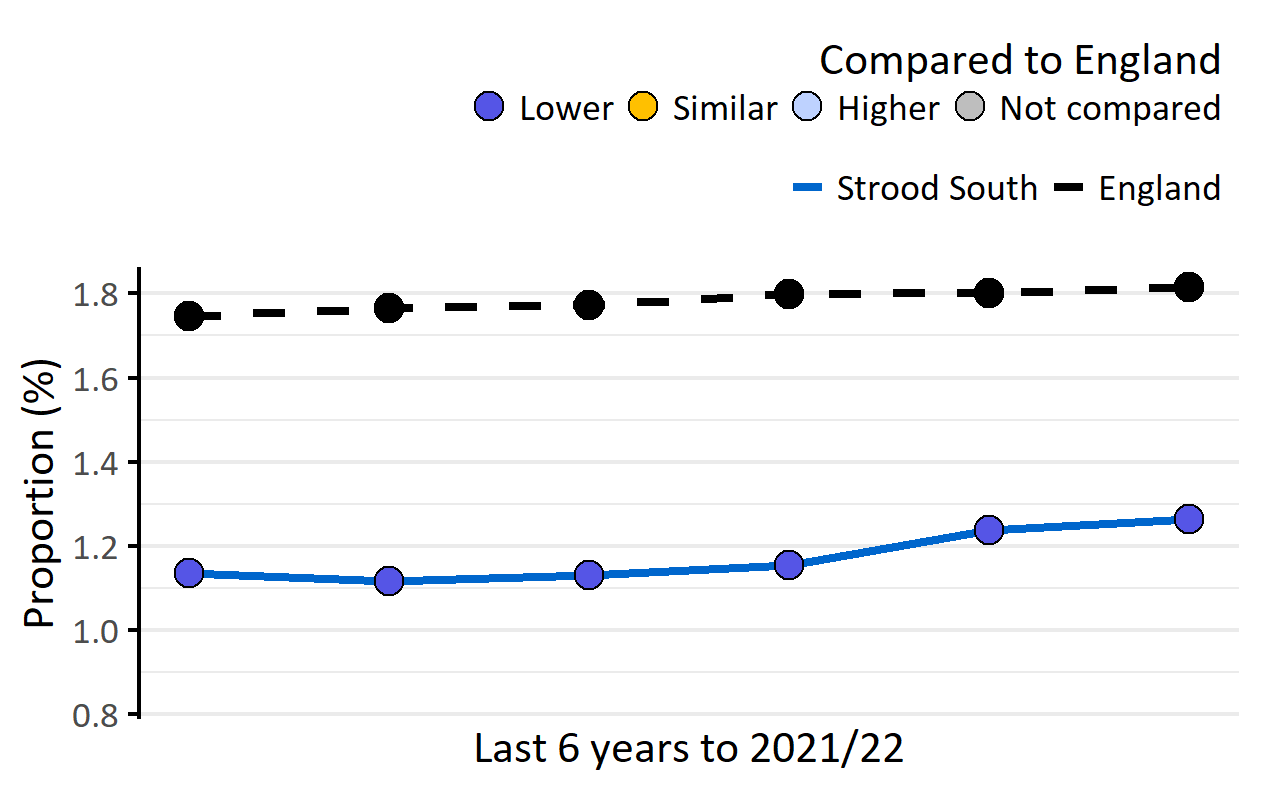 Compared to England
Lower Similar Higher Not compared
Strood South England
Proportion (%)
1.8
1.6
1.4
1.2
1.0
0.8
Last 6 years to 2021/22